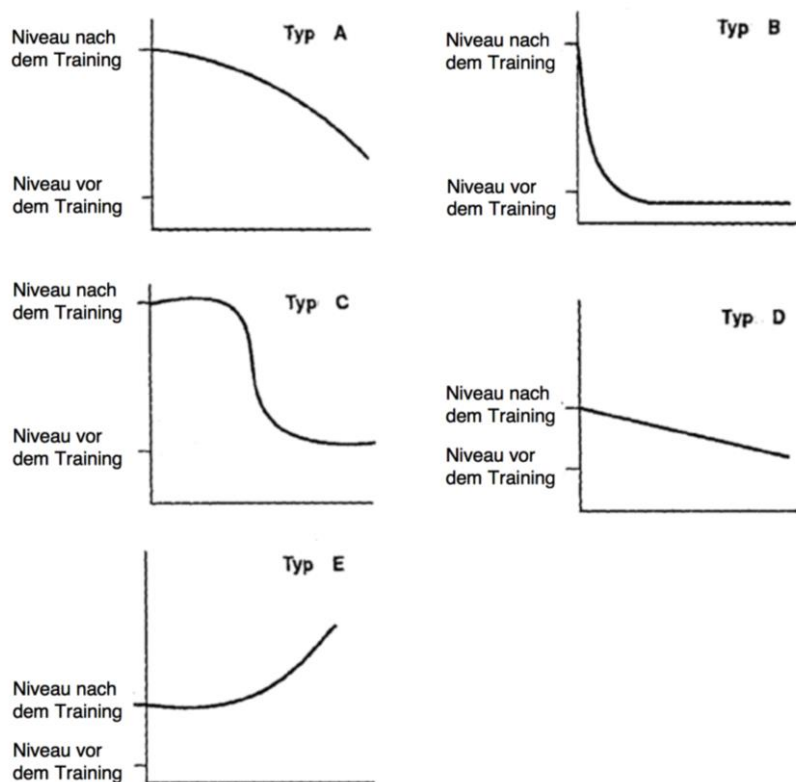 Typ A
Niveau nach
dem Training
Niveau vor
dem Training
Typ B
Niveau nach
dem Training
Niveau vor
dem Training
Typ C
Niveau nach
dem Training
Niveau vor
dem Training
Typ D
Niveau nach
dem Training
Niveau vor
dem Training
Typ E
Niveau nach
dem Training
Niveau vor
dem Training